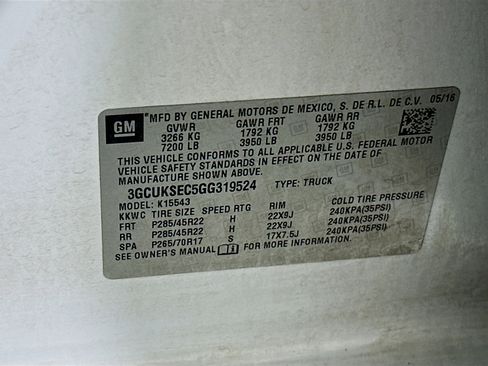 GM
*MFD BY GENERAL MOTORS DE MEXICO, S. DE R.L. DE C.V. 05/16
GVWR GAWR FRT GAWR RR
3266 KG 1792 KG 1792 KG
7200 LB 3950 LB 3950 LB
THIS VEHICLE CONFORMS TO ALL APPLICABLE U.S. FEDERAL MOTOR
VEHICLE SAFETY STANDARDS IN EFFECT ON THE DATE OF
MANUFACTURE SHOWN ABOVE.
3GCUKSEC5GG319524 TYPE: TRUCK
MODEL: K15543
KKWC TIRE SIZE SPEED RTG RIM COLD TIRE PRESSURE
FRT P285/45R22 H 22X9J 240KPA(35PSI)
RR P285/45R22 H 22X9J 240KPA(35PSI)
SPA P265/70R17 S 17X7.5J 240KPA(35PSI)
SEE OWNER'S MANUAL FOR MORE INFORMATION.